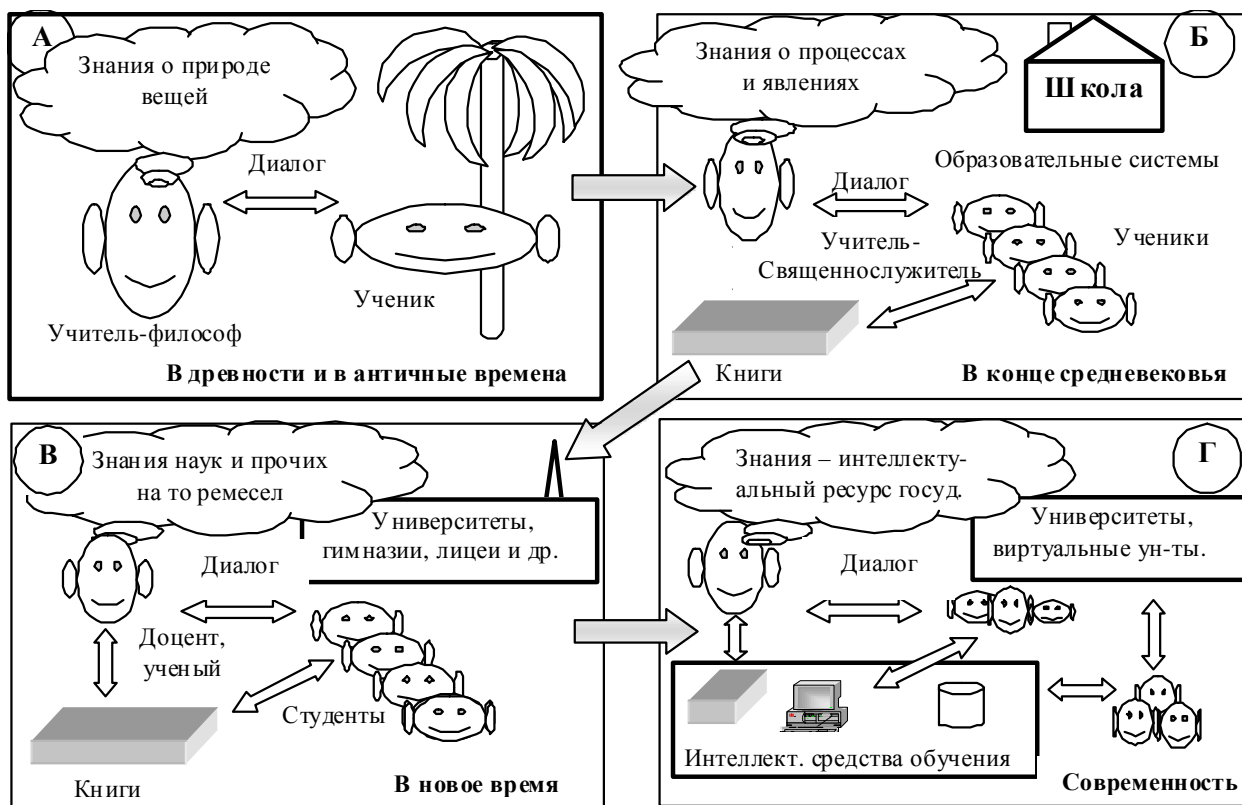 А
Знания о природе
вещей
Диалог
Ученик
Учитель-философ
В древности и в античные времена
Б
Знания о процессах
и явлениях
Школа
Образовательные системы
Диалог
Учитель-
Священнослужитель
Ученики
Книги
В конце средневековья
В
Знания наук и прочих
на то ремесел
Университеты,
гимназии, лицеи и др.
Диалог
Доцент,
ученый
Студенты
Книги
В новое время
Г
Знания – интеллекту-
альный ресурс госуд.
Университеты,
виртуальные ун-ты.
Диалог
Интеллект. средства обучения
Современность